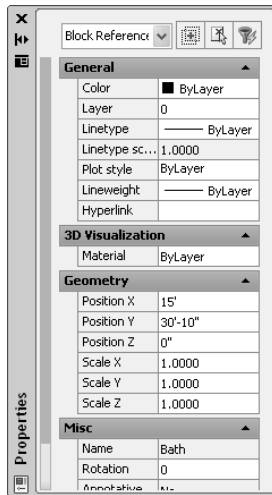 Block Reference
General
Color ByLayer
Layer 0
Linetype ByLayer
Linetype sc... 1.0000
Plot style ByLayer
Lineweight ByLayer
Hyperlink
3D Visualization
Material ByLayer
Geometry
Position X 15'
Position Y 30'-10"
Position Z 0"
Scale X 1.0000
Scale Y 1.0000
Scale Z 1.0000
Misc
Name Bath
Rotation 0
Annotative No
Properties